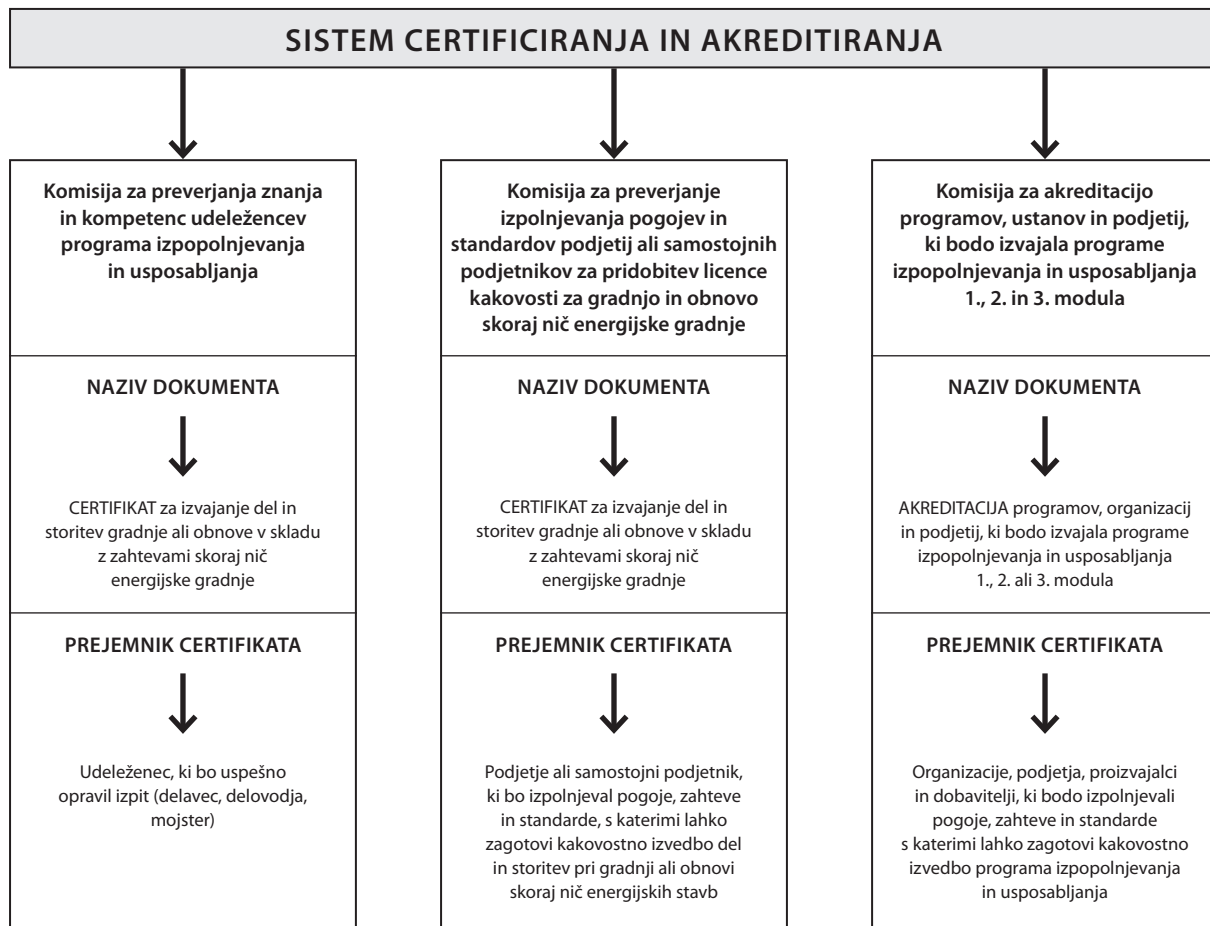 SISTEM CERTIFICIRANJA IN AKREDITIRANJA
Komisija za preverjanja znanja
in kompetenc udeležencev
programa izpopolnjevanja
in usposabljanja
NAZIV DOKUMENTA
CERTIFIKAT za izvajanje del in
storitev gradnje ali obnove v skladu
z zahtevami skoraj nič
energijske gradnje
PREJEMNIK CERTIFIKATA
Udeleženec, ki bo uspešno
opravil izpit (delavec, delovodja,
mojster)
Komisija za preverjanje
izpolnjevanja pogojev in
standardov podjetij ali samostojnih
podjetnikov za pridobitev licence
kakovosti za gradnjo in obnovo
skoraj nič energijske gradnje
NAZIV DOKUMENTA
CERTIFIKAT za izvajanje del in
storitev gradnje ali obnove v skladu
z zahtevami skoraj nič
energijske gradnje
PREJEMNIK CERTIFIKATA
Podjetje ali samostojni podjetnik,
ki bo izpolnjeval pogoje, zahteve
in standarde, s katerimi lahko
zagotovi kakovostno izvedbo del
in storitev pri gradnji ali obnovi
skoraj nič energijskih stavb
Komisija za akreditacijo
programov, ustanov in podjetij,
ki bodo izvajala programe
izpopolnjevanja in usposabljanja
1., 2. in 3. modula
NAZIV DOKUMENTA
AKREDITACIJA programov, organizacij
in podjetij, ki bodo izvajala programe
izpopolnjevanja in usposabljanja
1., 2. ali 3. modula
PREJEMNIK CERTIFIKATA
Organizacije, podjetja, proizvajalci
in dobavitelji, ki bodo izpolnjevali
pogoje, zahteve in standarde
s katerimi lahko zagotovi kakovostno
izvedbo programa izpopolnjevanja
in usposabljanja